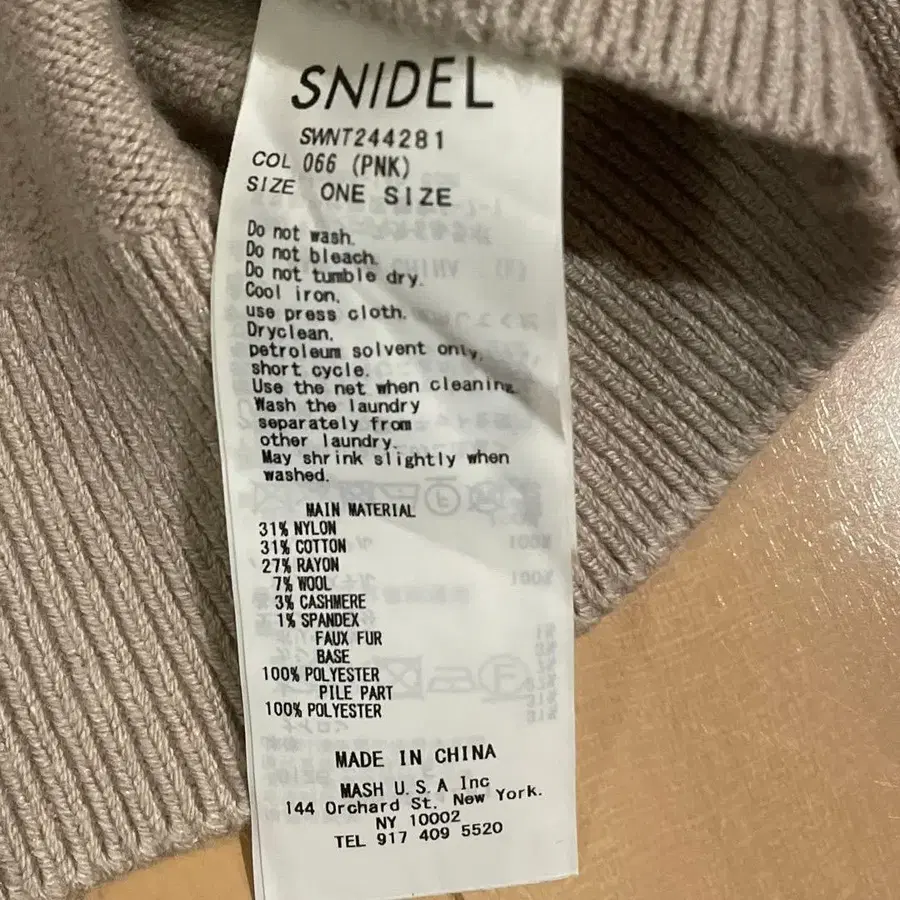 SNIDEL
SWNT244281
COL 066 (PNK)
SIZE ONE SIZE
Do not wash.
Do not bleach.
Do not tumble dry.
Cool iron.
use press cloth.
Dryclean.
petroleum solvent only,
short cycle.
Use the net when cleaning.
Wash the laundry
separately from
other laundry.
May shrink slightly when
washed.
MAIN MATERIAL
31% NYLON
31% COTTON
27% RAYON
7% WOOL
3% CASHMERE
1% SPANDEX
FAUX FUR
BASE
100% POLYESTER
PILE PART
100% POLYESTER
MADE IN CHINA
MASH U.S.A Inc
144 Orchard St. New York.
NY 10002
TEL 917 409 5520